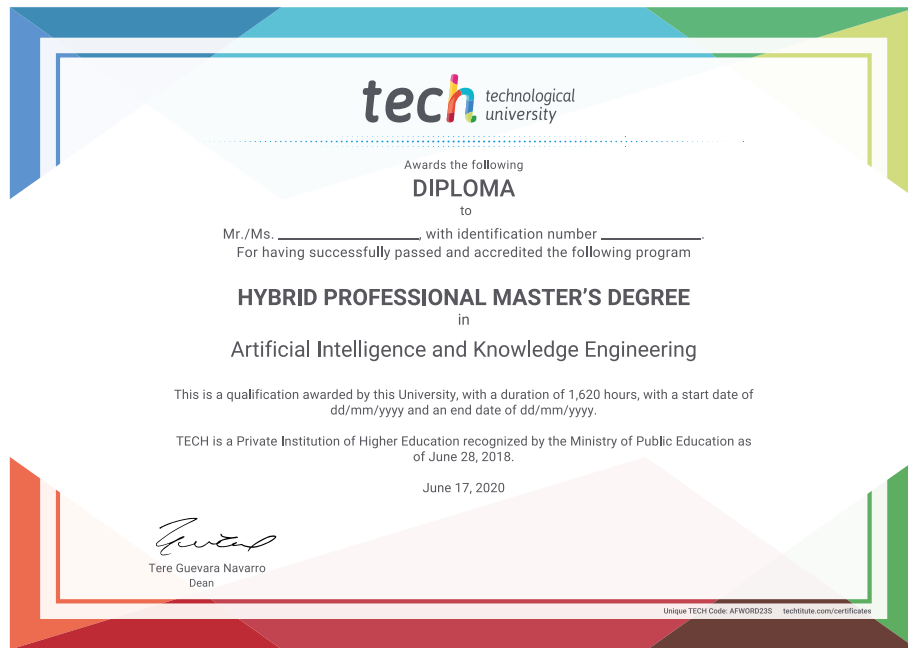 tech technological
university
Awards the following
DIPLOMA
to
Mr./Ms. ____________________, with identification number ______________.
For having successfully passed and accredited the following program
HYBRID PROFESSIONAL MASTER'S DEGREE
in
Artificial Intelligence and Knowledge Engineering
This is a qualification awarded by this University, with a duration of 1,620 hours, with a start date of
dd/mm/yyyy and an end date of dd/mm/yyyy.
TECH is a Private Institution of Higher Education recognized by the Ministry of Public Education as
of June 28, 2018.
June 17, 2020
Tere Guevara Navarro
Dean
Unique TECH Code: AFWORD23S techtitute.com/certificates